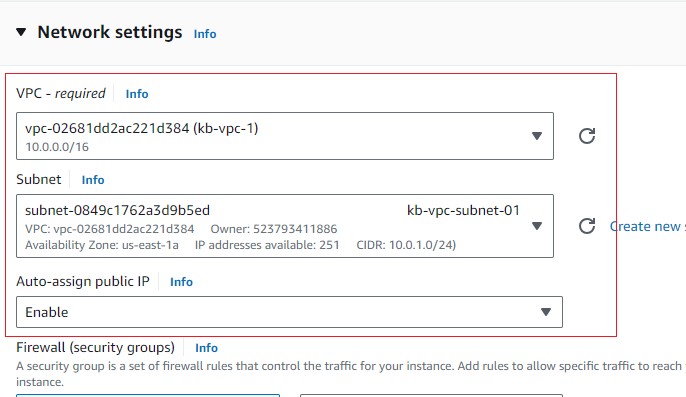 Network settings Info
VPC - required Info
vpc-02681dd2ac221d384 (kb-vpc-1)
10.0.0.0/16
Subnet Info
subnet-0849c1762a3d9b5ed kb-vpc-subnet-01
VPC: vpc-02681dd2ac221d384 Owner: 523793411886
Availability Zone: us-east-1a IP addresses available: 251 CIDR: 10.0.1.0/24)
Create new s
Auto-assign public IP Info
Enable
Firewall (security groups) Info
A security group is a set of firewall rules that control the traffic for your instance. Add rules to allow specific traffic to reach
instance.